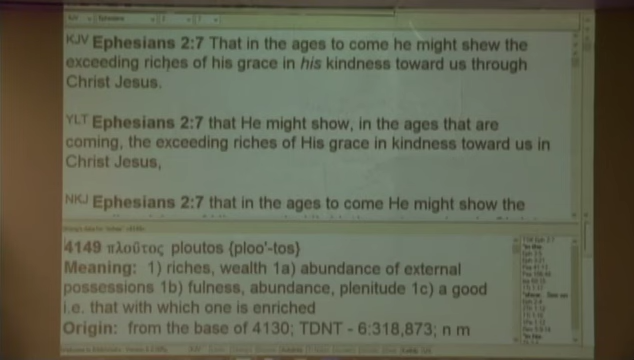 KJV Ephesians 2:7 That in the ages to come he might shew the
exceeding riches of his grace in his kindness toward us through
Christ Jesus.
YLT Ephesians 2:7 that He might show, in the ages that are
coming, the exceeding riches of His grace in kindness toward us in
Christ Jesus,
NKJ Ephesians 2:7 that in the ages to come He might show the
4149 πλοῦτος ploutos {ploo'-tos}
Meaning: 1) riches, wealth 1a) abundance of external
possessions 1b) fulness, abundance, plenitude 1c) a good
i.e. that with which one is enriched
Origin: from the base of 4130; TDNT - 6:318,873; n m